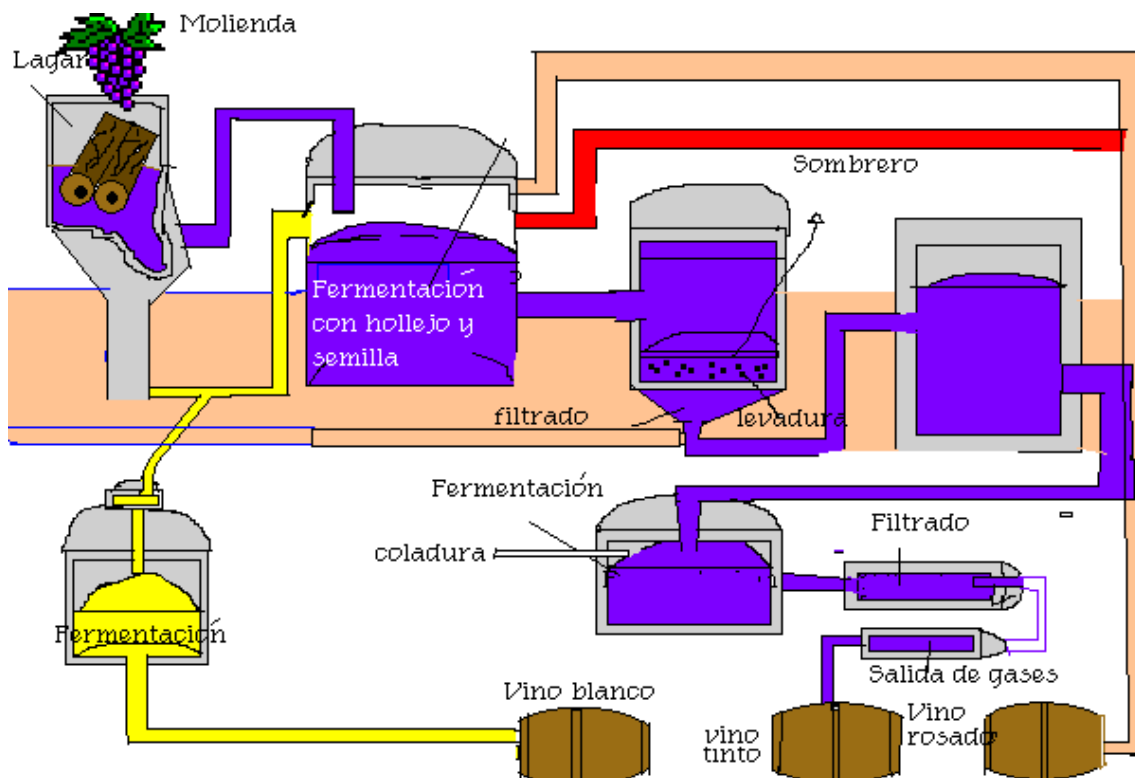 Molienda
Lagar
Sombrero
Fermentación
con hollejo y
semilla
filtrado
levadura
Fermentación
Filtrado
coladura
Fermentación
Salida de gases
Vino blanco
vino
tinto
Vino
rosado